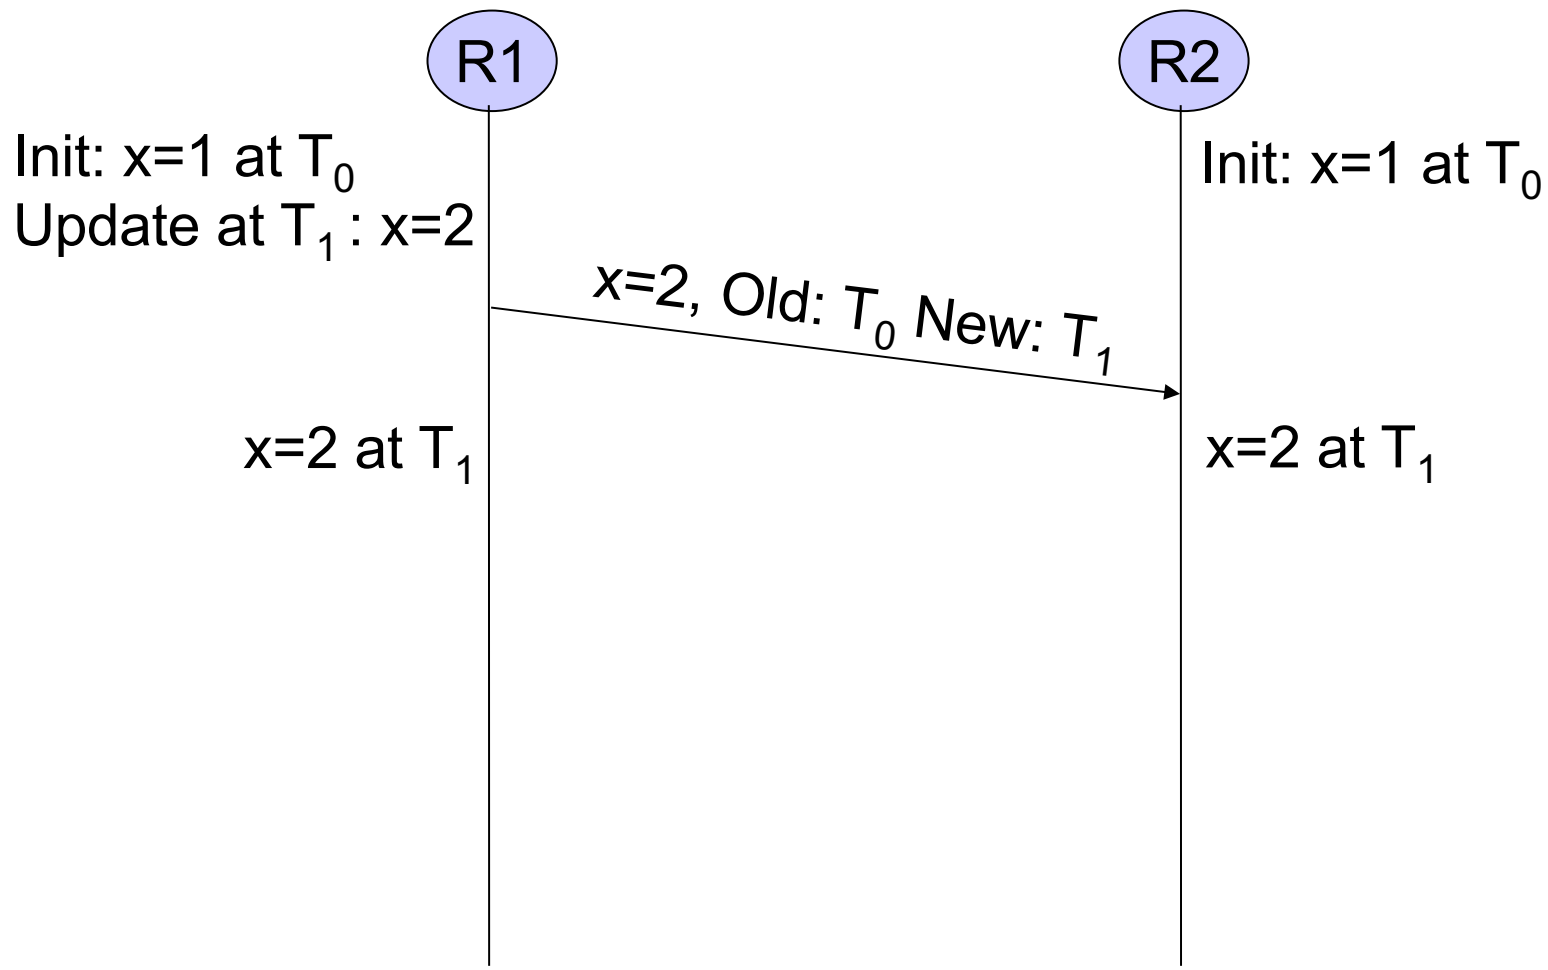 R1
R2
Init: x=1 at T₀
Init: x=1 at T₀
Update at T₁ : x=2
x=2, Old: T₀ New: T₁
x=2 at T₁
x=2 at T₁